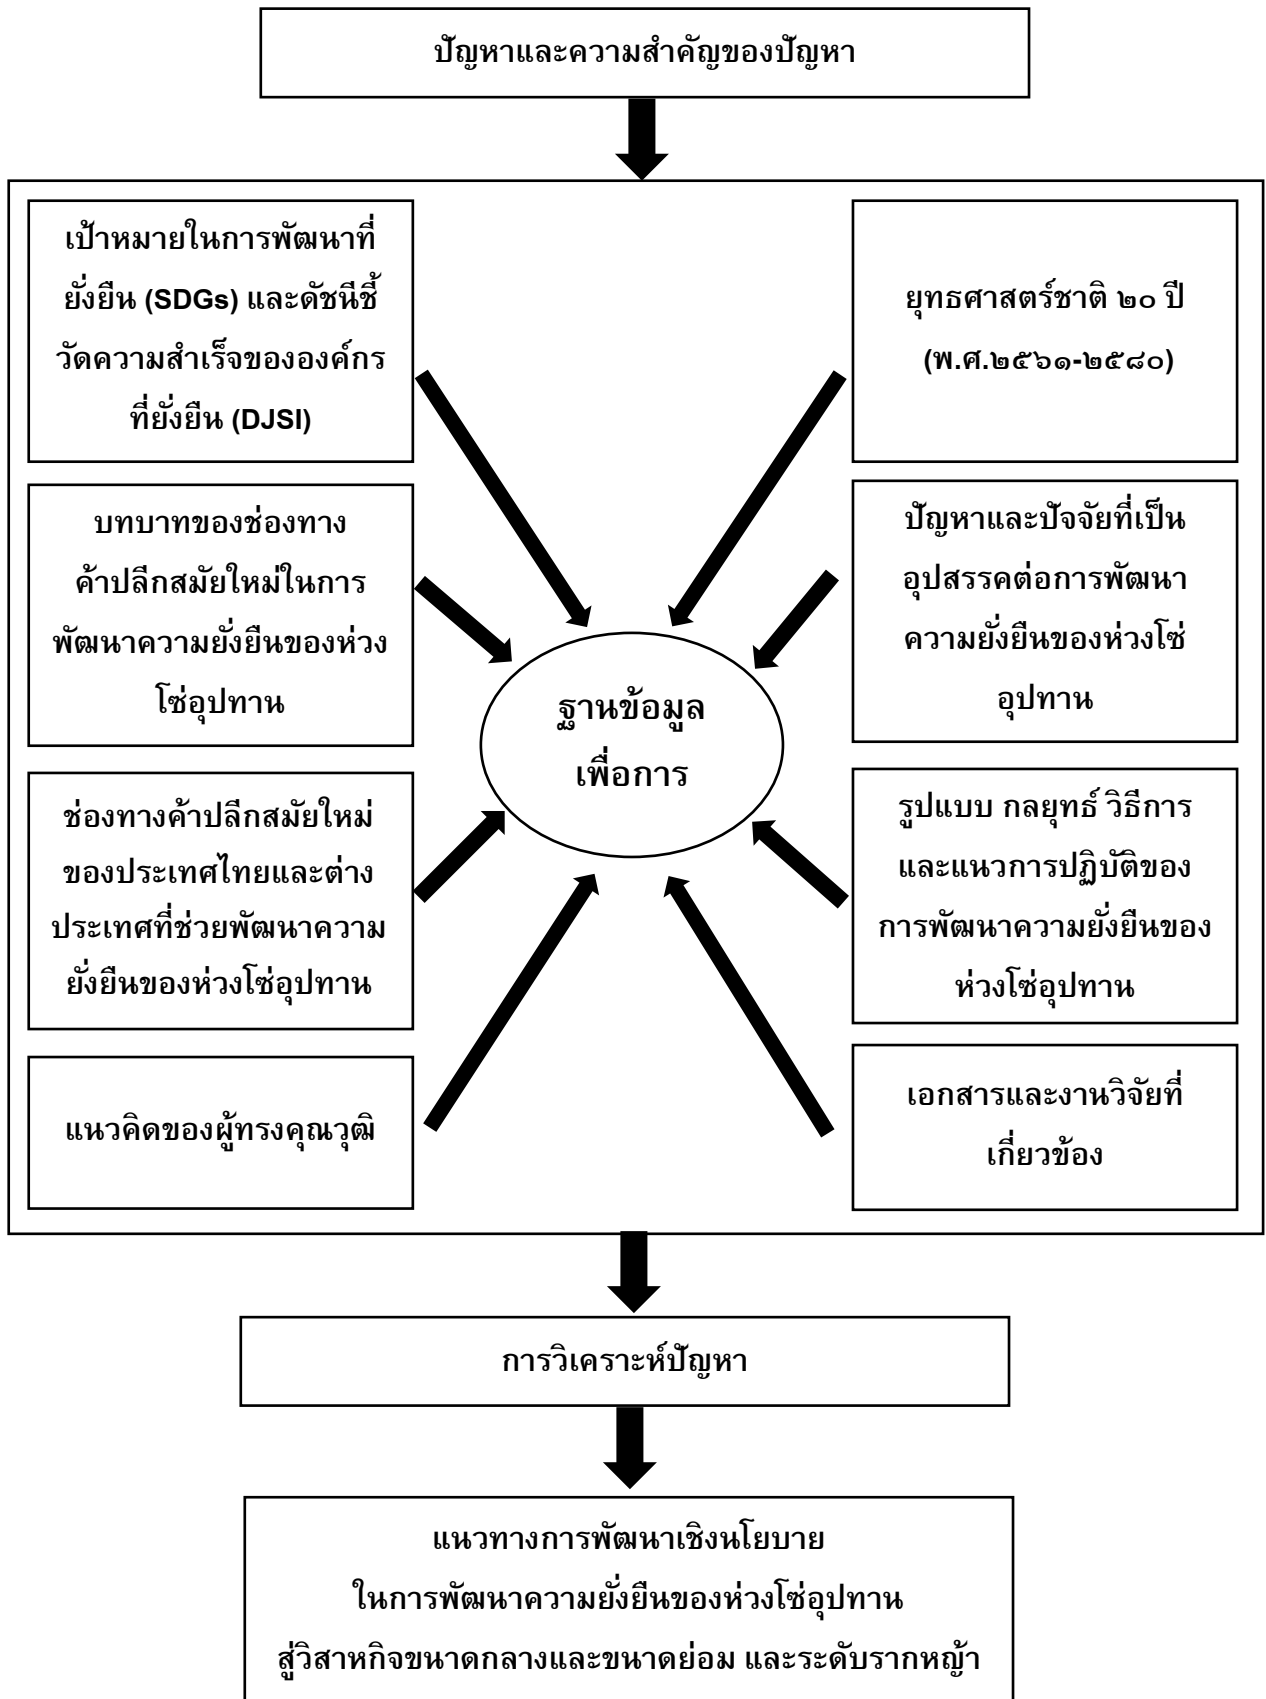 ปัญหาและความสำคัญของปัญหา
เป้าหมายในการพัฒนาที่
ยั่งยืน (SDGs) และดัชนีชี้
วัดความสำเร็จขององค์กร
ที่ยั่งยืน (DJSI)
ยุทธศาสตร์ชาติ ๒๐ ปี
(พ.ศ.๒๕๖๑-๒๕๘๐)
บทบาทของช่องทาง
ค้าปลีกสมัยใหม่ในการ
พัฒนาความยั่งยืนของห่วง
โซ่อุปทาน
ปัญหาและปัจจัยที่เป็น
อุปสรรคต่อการพัฒนา
ความยั่งยืนของห่วงโซ่
อุปทาน
ฐานข้อมูล
เพื่อการ
ช่องทางค้าปลีกสมัยใหม่
ของประเทศไทยและต่าง
ประเทศที่ช่วยพัฒนาความ
ยั่งยืนของห่วงโซ่อุปทาน
รูปแบบ กลยุทธ์ วิธีการ
และแนวการปฏิบัติของ
การพัฒนาความยั่งยืนของ
ห่วงโซ่อุปทาน
แนวคิดของผู้ทรงคุณวุฒิ
เอกสารและงานวิจัยที่
เกี่ยวข้อง
การวิเคราะห์ปัญหา
แนวทางการพัฒนาเชิงนโยบาย
ในการพัฒนาความยั่งยืนของห่วงโซ่อุปทาน
สู่วิสาหกิจขนาดกลางและขนาดย่อม และระดับรากหญ้า